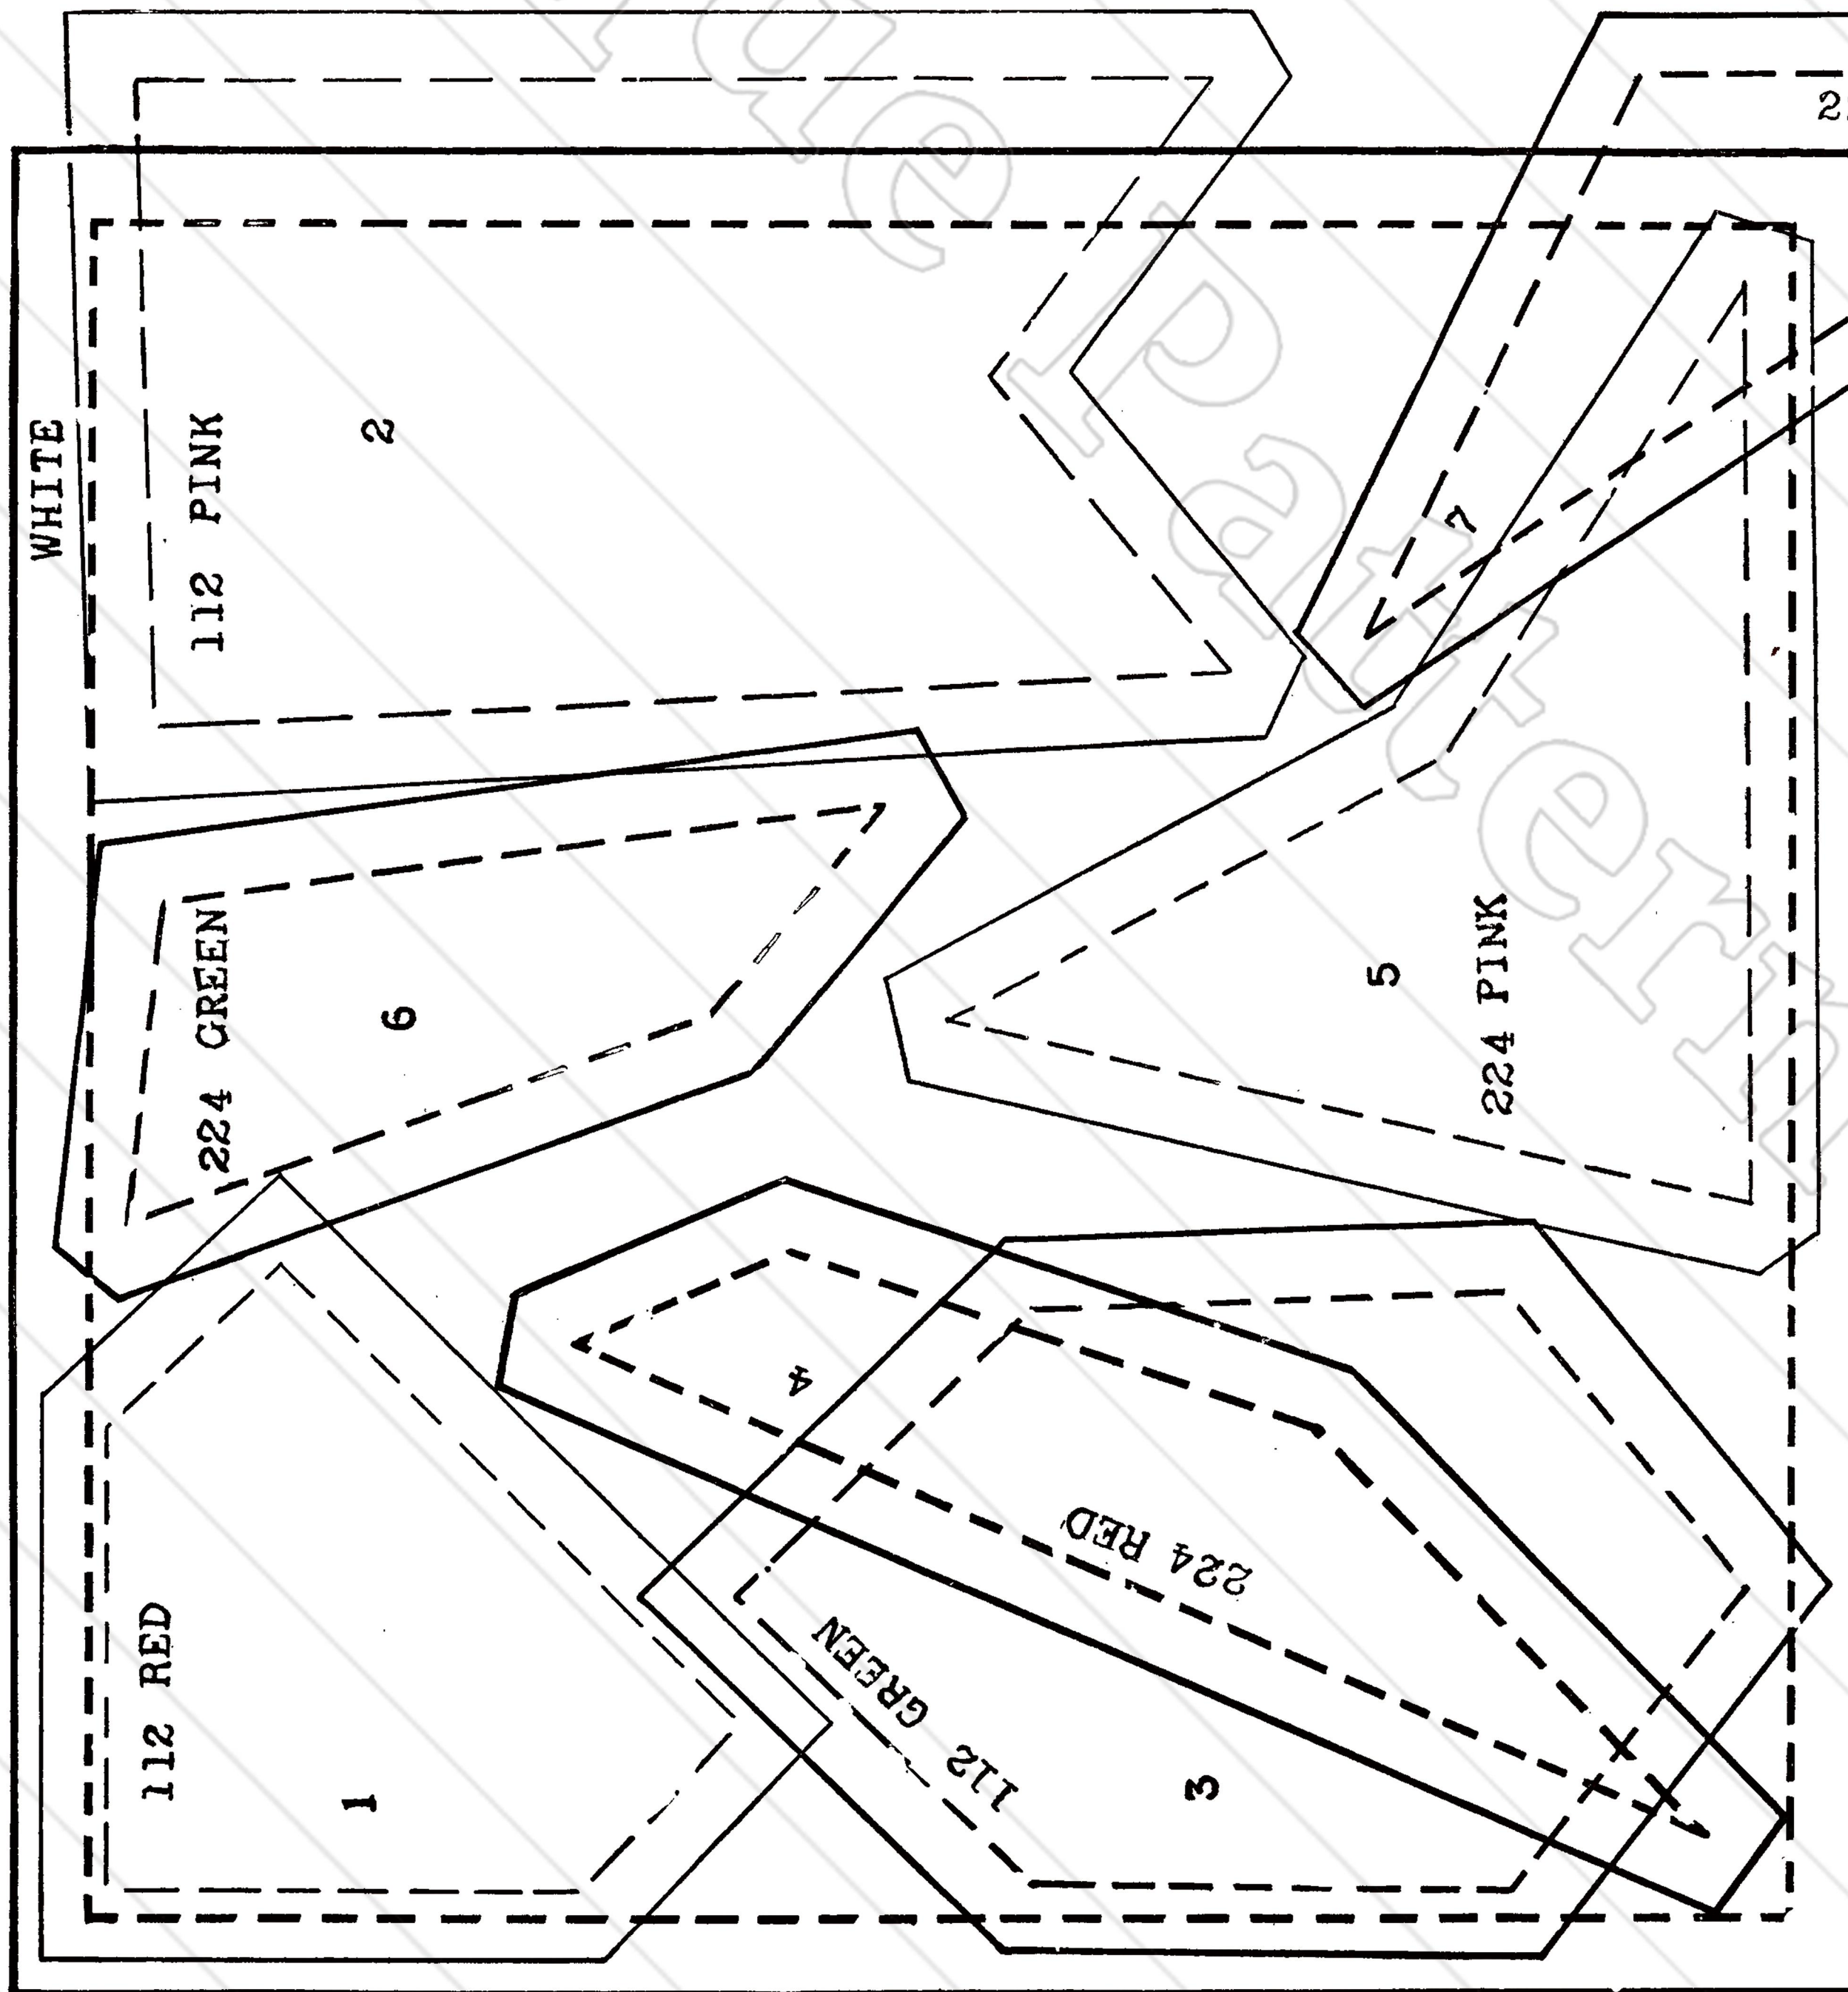 WHITE
112 PINK
2
7
224 GREEN
6
5
224 PINK
4
224 RED
112 RED
1
112 GREEN
3
Pattern